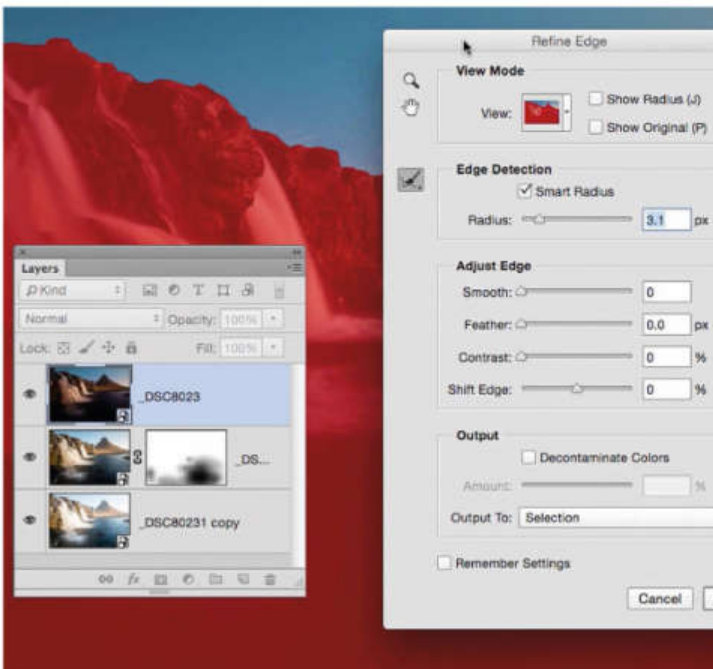 Refine Edge
View Mode
View:
Show Radius (J)
Show Original (P)
Edge Detection
Smart Radius
Radius: 3.1 px
Adjust Edge
Smooth: 0
Feather: 0.0 px
Contrast: 0 %
Shift Edge: 0 %
Output
Decontaminate Colors
Amount: %
Output To: Selection
Remember Settings
Cancel
Layers
Kind
Normal Opacity: 100%
Lock: Fill: 100%
_DSC8023
_DS...
_DSC80231 copy
fx